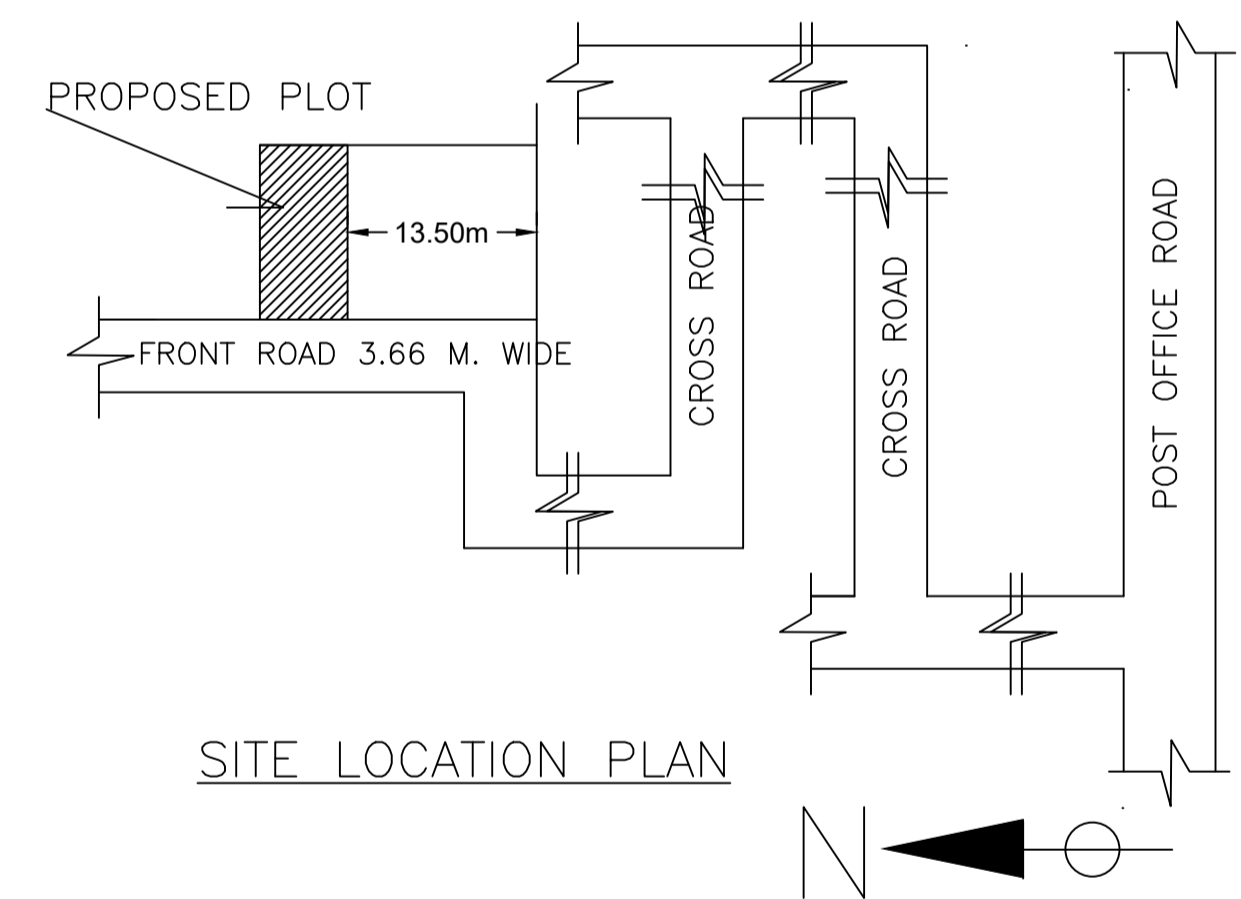 PROPOSED PLOT
13.50m
FRONT ROAD 3.66 M. WIDE
CROSS ROAD
CROSS ROAD
POST OFFICE ROAD
SITE LOCATION PLAN
N